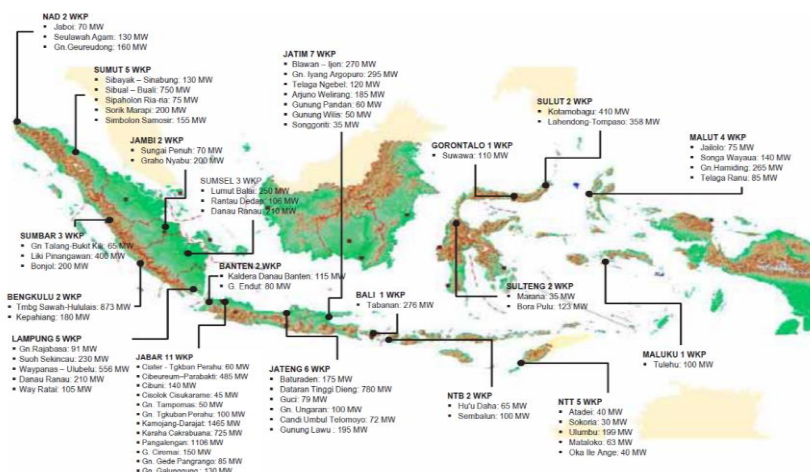 NAD 2 WKP
Jaboi: 70 MW
Seulawah Agam: 130 MW
Gn.Geureudong: 160 MW
SUMUT 5 WKP
Sibayak – Sinabung: 130 MW
Sibual – Buali: 750 MW
Sipaholon Ria-ria: 75 MW
Sorik Marapi: 200 MW
Simbolon Samosir: 155 MW
JAMBI 2 WKP
Sungai Penuh: 70 MW
Graho Nyabu: 200 MW
SUMSEL 3 WKP
Lumut Balai: 250 MW
Rantau Dedap: 106 MW
Danau Ranau: 210 MW
JATIM 7 WKP
Blawan – Ijen: 270 MW
Gn. Iyang Argopuro: 295 MW
Telaga Ngebel: 120 MW
Arjuno Welirang: 185 MW
Gunung Pandan: 60 MW
Gunung Wilis: 50 MW
Songgoriti: 35 MW
SULUT 2 WKP
Kotamobagu: 410 MW
Lahendong-Tompaso: 358 MW
GORONTALO 1 WKP
Suwawa: 110 MW
MALUT 4 WKP
Jailolo: 75 MW
Songa Wayaua: 140 MW
Gn.Hamiding: 265 MW
Telaga Ranu: 85 MW
SUMBAR 3 WKP
Gn Talang-Bukit Kili: 65 MW
Liki Pinangawan: 400 MW
Bonjol: 200 MW
BENGKULU 2 WKP
Tmbg Sawah-Hululais: 873 MW
Kepahiang: 180 MW
LAMPUNG 5 WKP
Gn Rajabasa: 91 MW
Suoh Sekincau: 230 MW
Waypanas – Ulubelu: 556 MW
Danau Ranau: 210 MW
Way Ratai: 105 MW
BANTEN 2 WKP
Kaldera Danau Banten: 115 MW
G. Endut: 80 MW
JABAR 11 WKP
Ciater - Tgkban Perahu: 60 MW
Cibeureum–Parabakti: 485 MW
Cibuni: 140 MW
Cisolok Cisukarame: 45 MW
Gn. Tampomas: 50 MW
Gn. Tgkuban Perahu: 100 MW
Kamojang-Darajat: 1465 MW
Karaha Cakrabuana: 725 MW
Pangalengan: 1106 MW
G. Ciremai: 150 MW
Gn. Gede Pangrango: 85 MW
Gn. Galunggung : 130 MW
JATENG 6 WKP
Baturaden: 175 MW
Dataran Tinggi Dieng: 780 MW
Guci: 79 MW
Gn. Ungaran: 100 MW
Candi Umbul Telomoyo: 72 MW
Gunung Lawu : 195 MW
BALI 1 WKP
Tabanan: 276 MW
NTB 2 WKP
Hu'u Daha: 65 MW
Sembalun: 100 MW
SULTENG 2 WKP
Marana: 35 MW
Bora Pulu: 123 MW
MALUKU 1 WKP
Tulehu: 100 MW
NTT 5 WKP
Atadei: 40 MW
Sokoria: 30 MW
Ulumbu: 199 MW
Mataloko: 63 MW
Oka Ile Ange: 40 MW